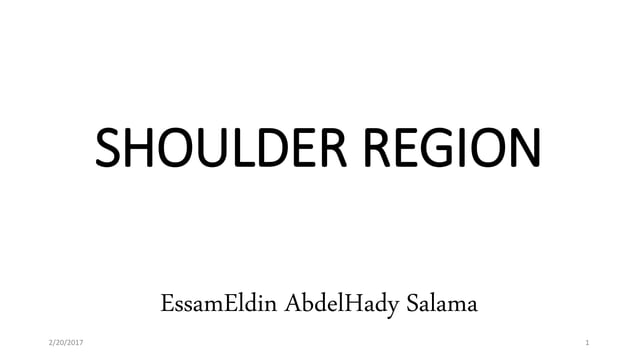 SHOULDER REGION
EssamEldin AbdelHady Salama
2/20/2017
1